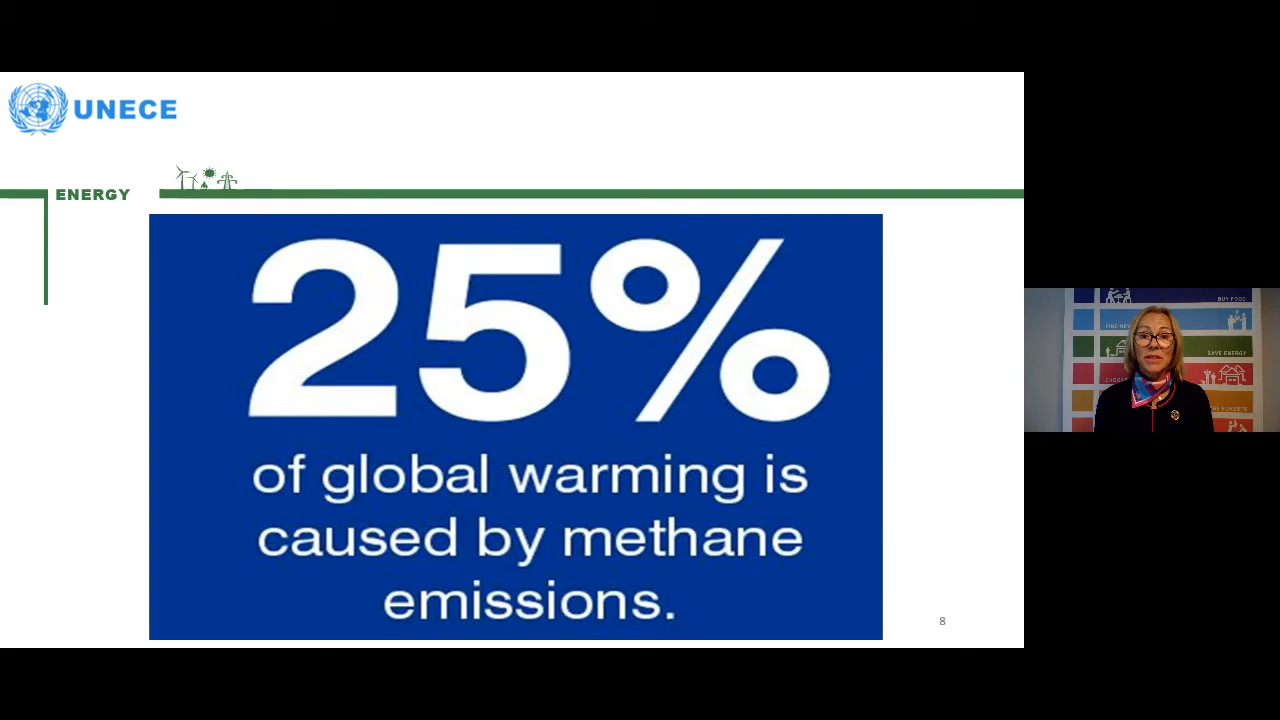 UNECE
ENERGY
25%
of global warming is
caused by methane
emissions.
8
BUY FOOD
SAVE ENERGY